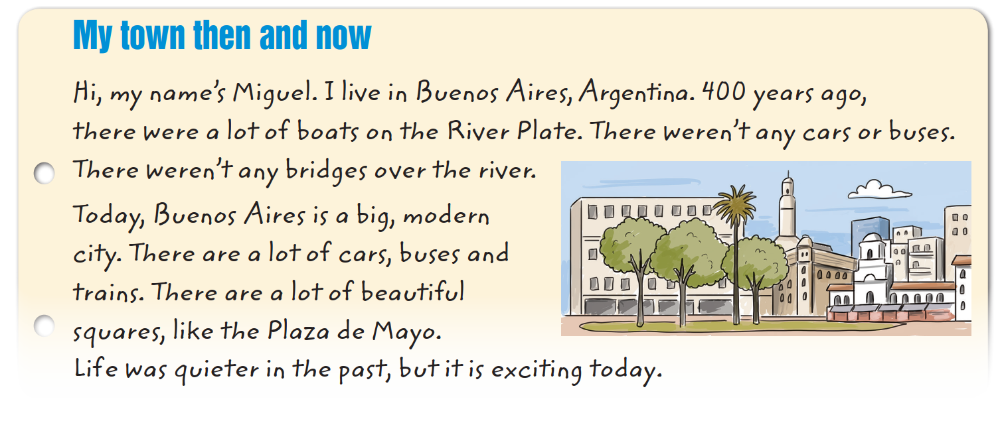 My town then and now
Hi, my name's Miguel. I live in Buenos Aires, Argentina. 400 years ago,
there were a lot of boats on the River Plate. There weren't any cars or buses.
There weren't any bridges over the river.
Today, Buenos Aires is a big, modern
city. There are a lot of cars, buses and
trains. There are a lot of beautiful
squares, like the Plaza de Mayo.
Life was quieter in the past, but it is exciting today.